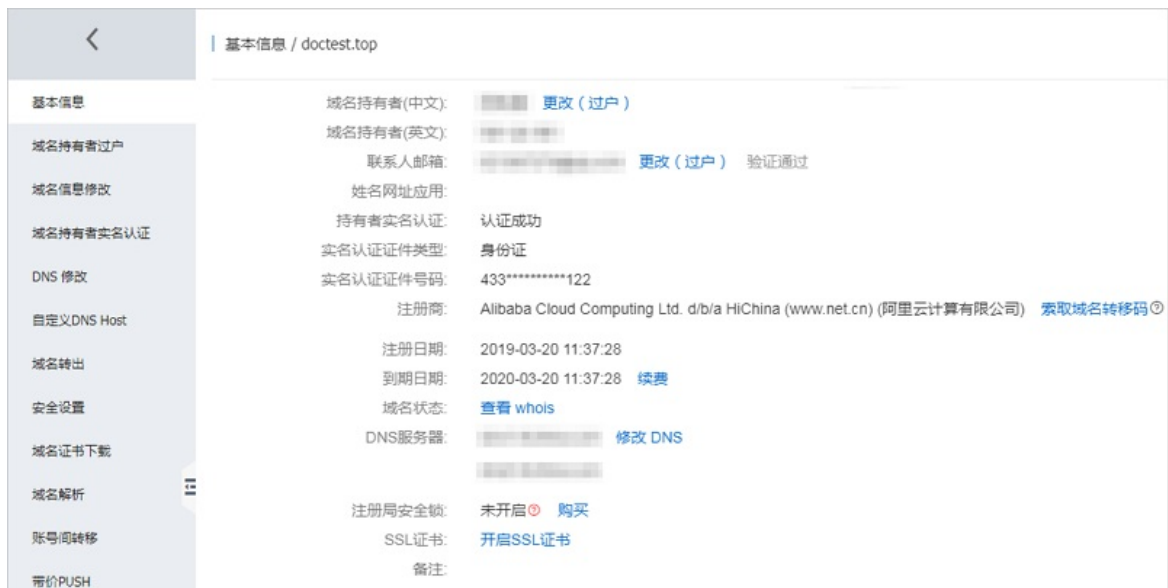 基本信息 / doctest.top
基本信息
域名持有者过户
域名信息修改
域名持有者实名认证
DNS 修改
自定义DNS Host
域名转出
安全设置
域名证书下载
域名解析
账号间转移
带价PUSH
域名持有者(中文): 更改（过户）
域名持有者(英文):
联系人邮箱: 更改（过户） 验证通过
姓名网址应用:
持有者实名认证: 认证成功
实名认证证件类型: 身份证
实名认证证件号码: 433**********122
注册商: Alibaba Cloud Computing Ltd. d/b/a HiChina (www.net.cn) (阿里云计算有限公司) 索取域名转移码
注册日期: 2019-03-20 11:37:28
到期日期: 2020-03-20 11:37:28 续费
域名状态: 查看 whois
DNS服务器: 修改 DNS
注册局安全锁: 未开启 购买
SSL证书: 开启SSL证书
备注: